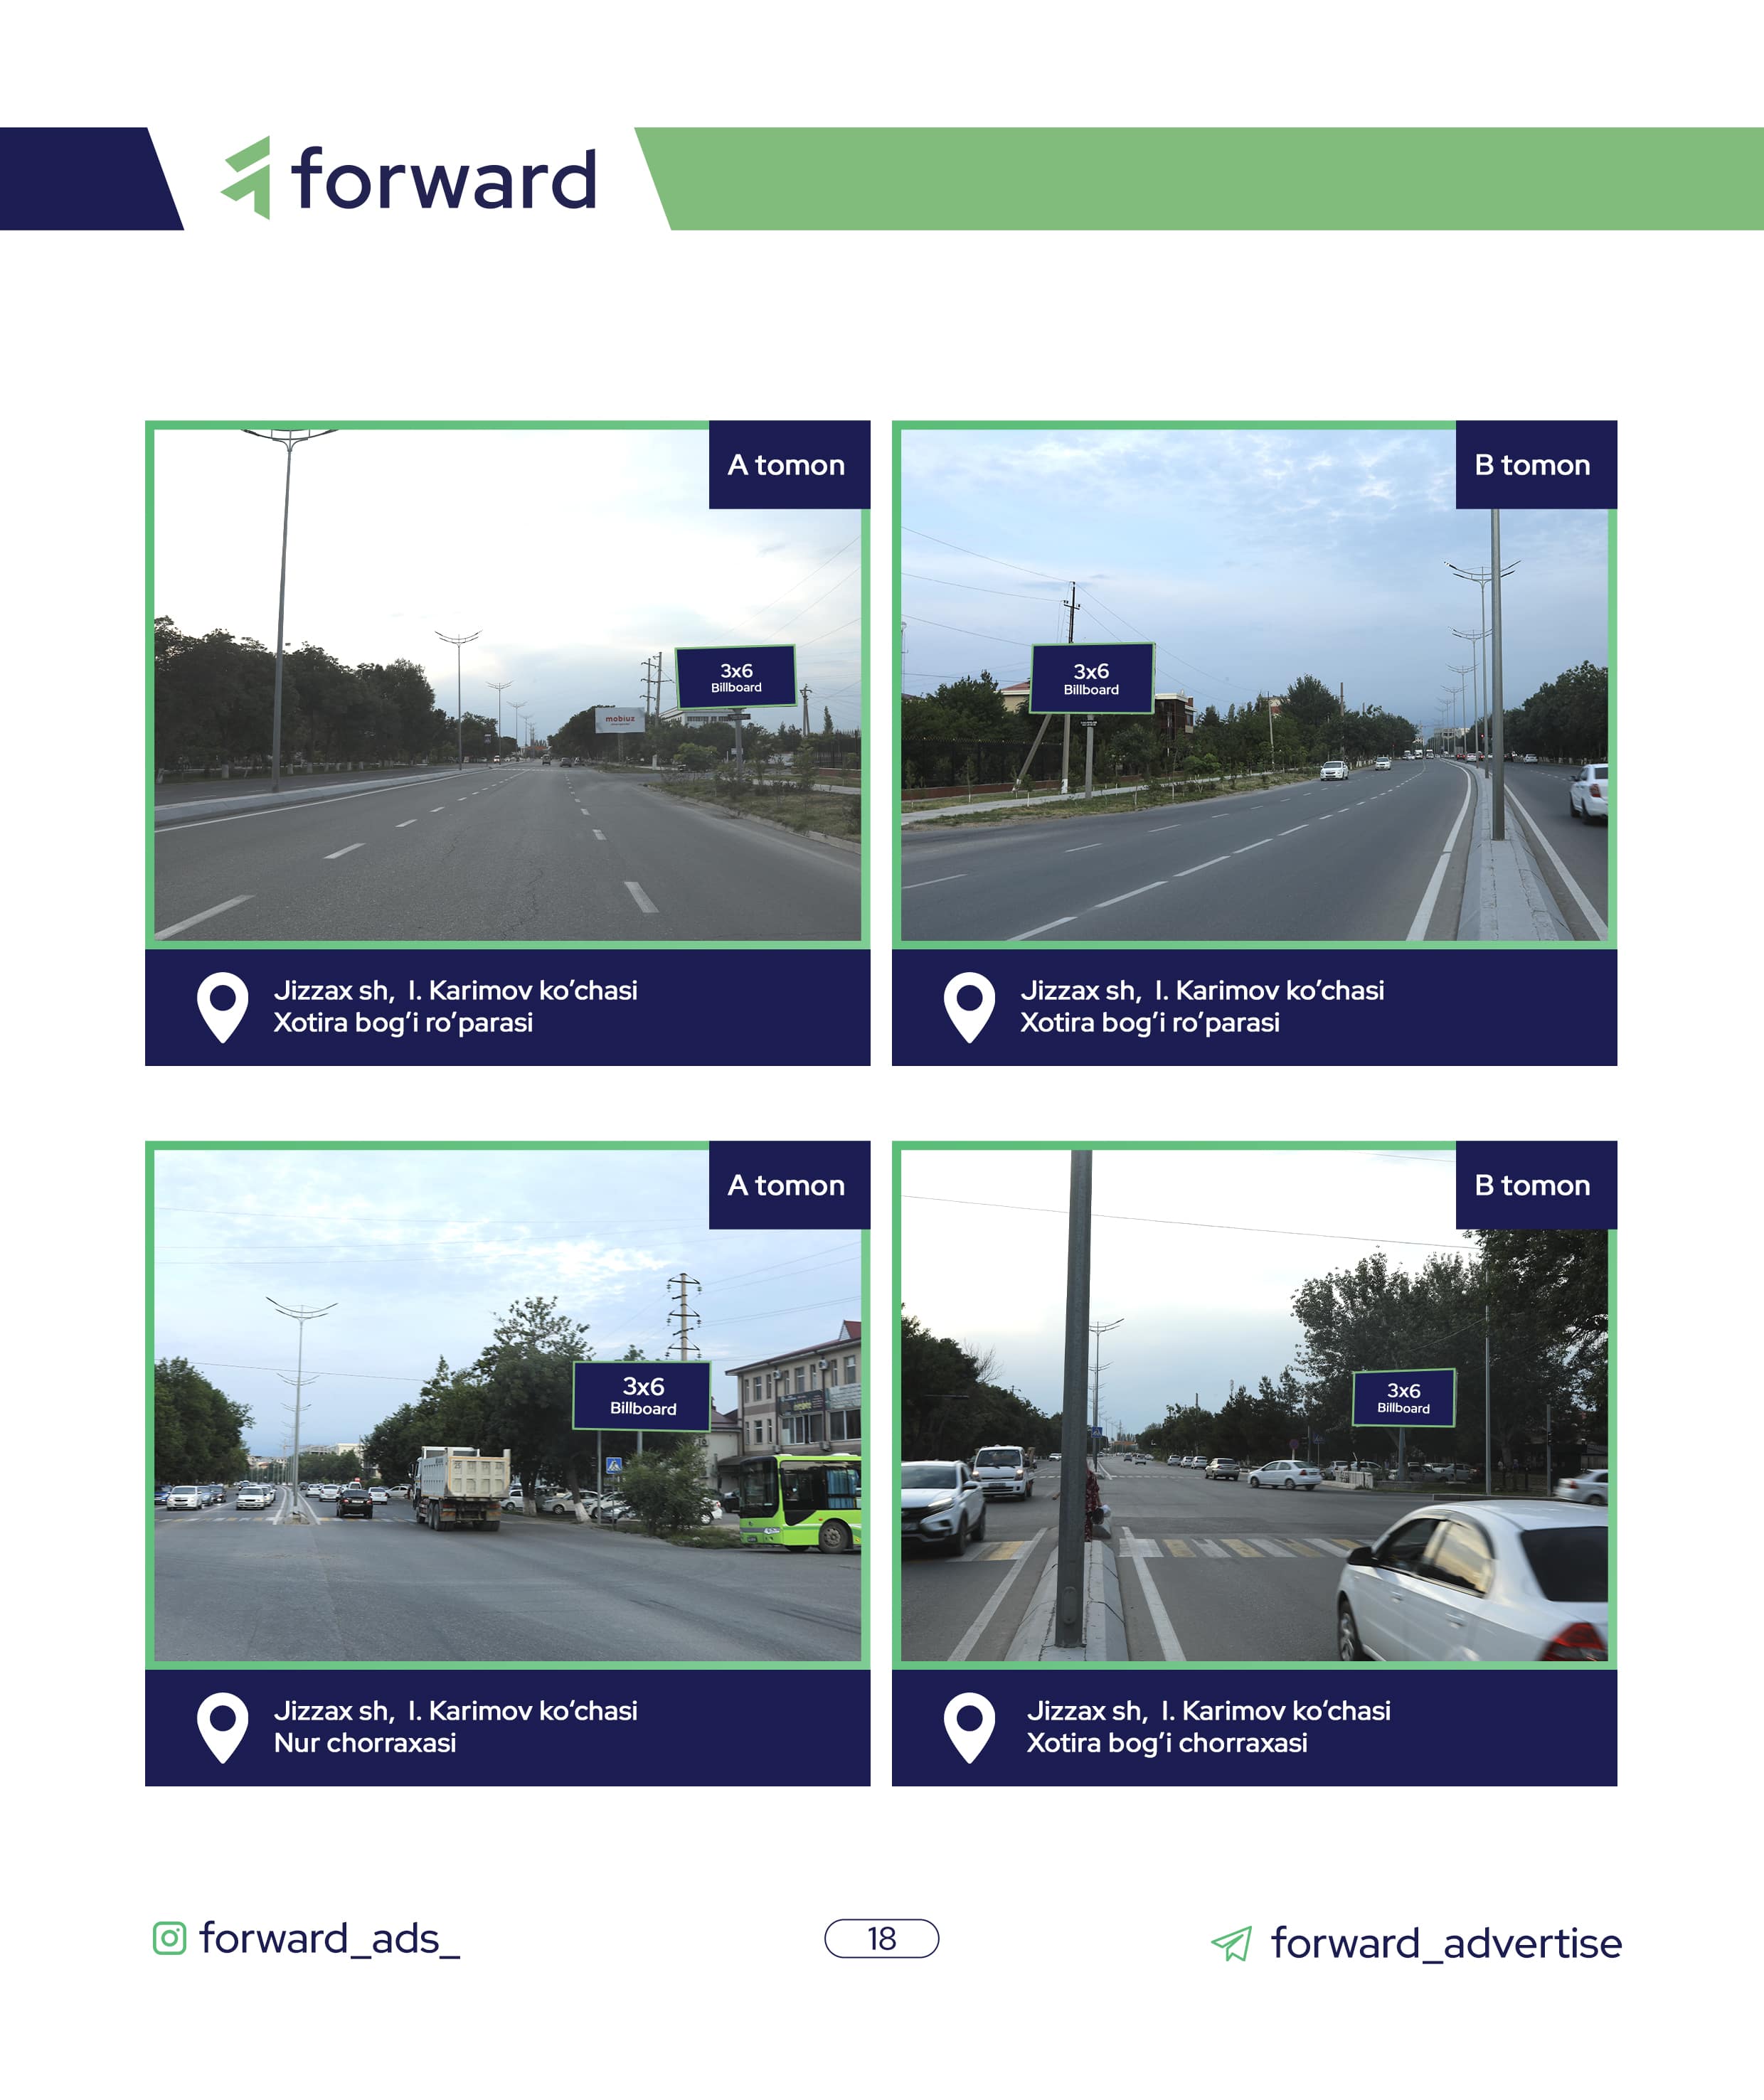 forward
A tomon
3x6
Billboard
mobiuz
Jizzax sh, I. Karimov ko’chasi
Xotira bog’i ro’parasi
B tomon
3x6
Billboard
Jizzax sh, I. Karimov ko’chasi
Xotira bog’i ro’parasi
A tomon
3x6
Billboard
Jizzax sh, I. Karimov ko‘chasi
Nur chorraxasi
B tomon
3x6
Billboard
Jizzax sh, I. Karimov ko‘chasi
Xotira bog’i chorraxasi
forward_ads_
18
forward_advertise